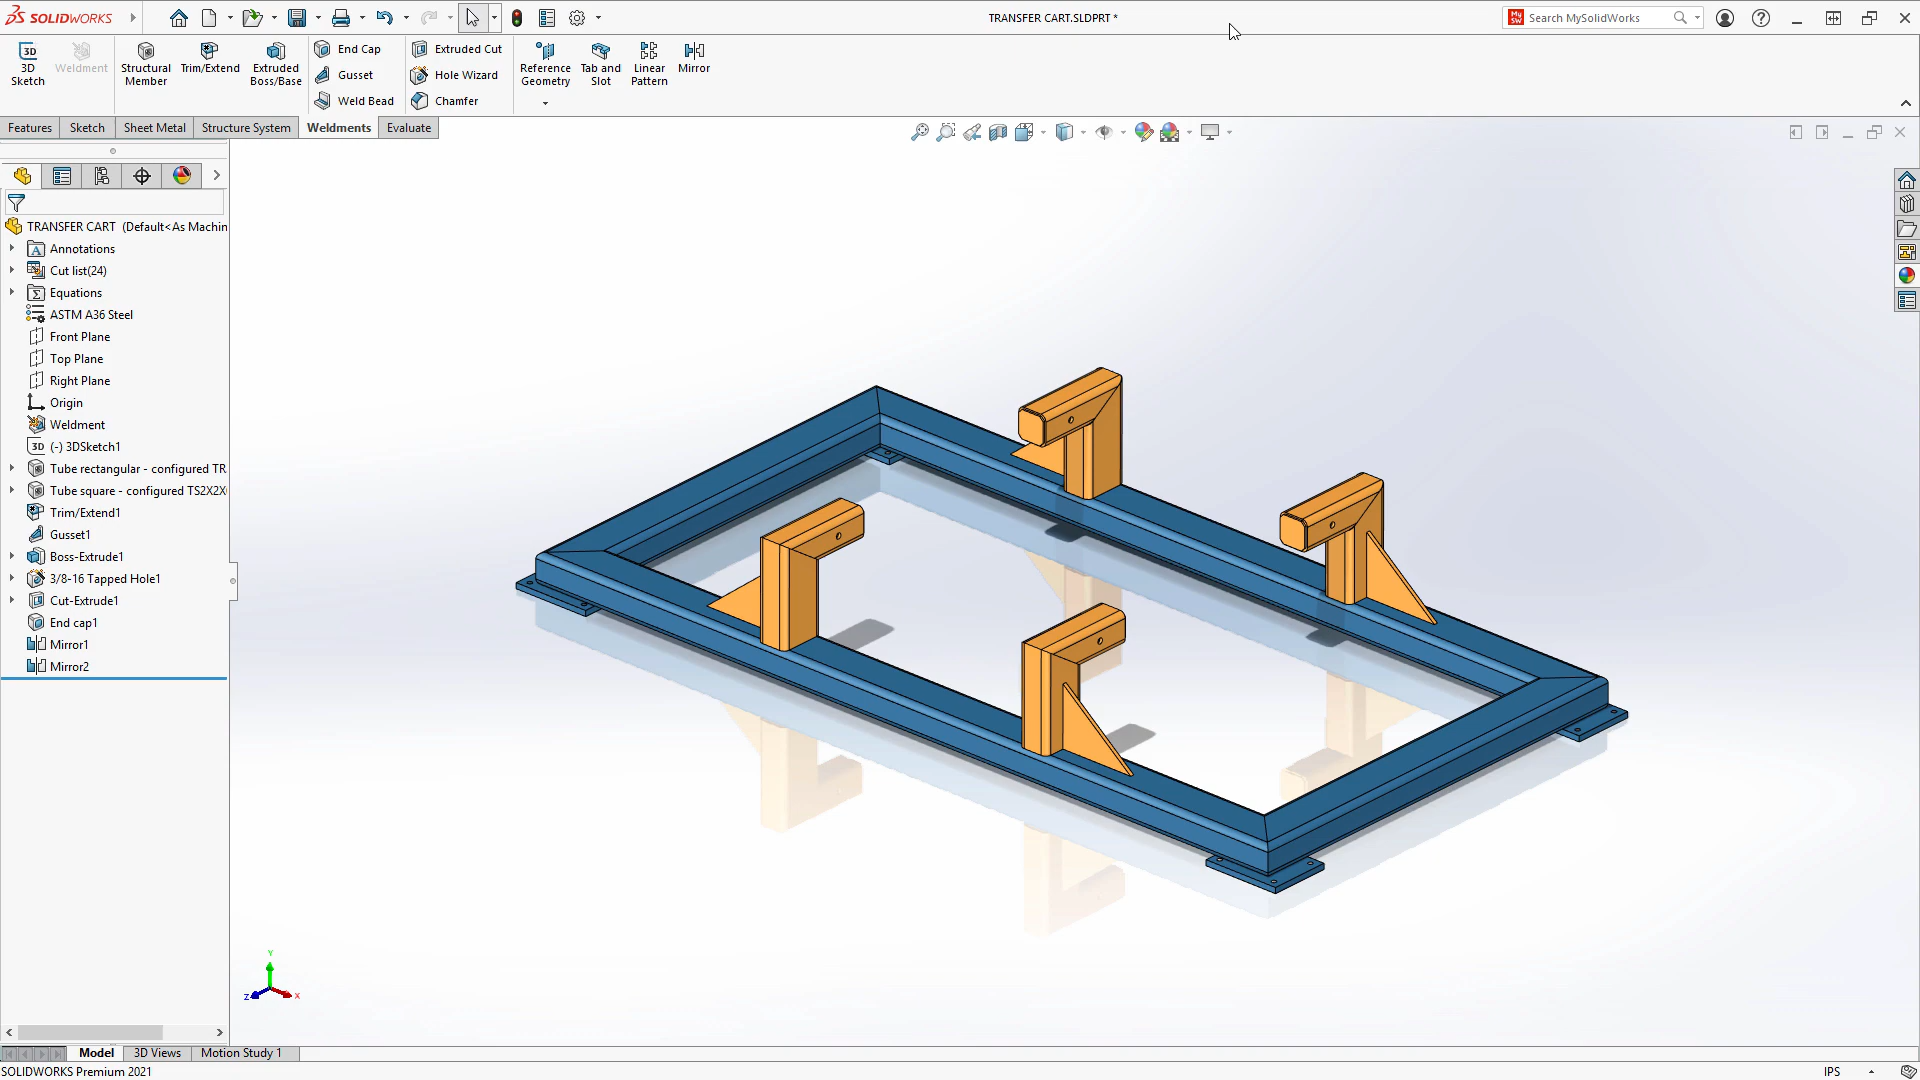 SOLIDWORKS
TRANSFER CART.SLDPRT *
Search MySolidWorks
3D Sketch
Weldment
Structural Member
Trim/Extend
Extruded Boss/Base
End Cap
Gusset
Weld Bead
Extruded Cut
Hole Wizard
Chamfer
Reference Geometry
Tab and Slot
Linear Pattern
Mirror
Features
Sketch
Sheet Metal
Structure System
Weldments
Evaluate
TRANSFER CART (Default<As Machin
Annotations
Cut list(24)
Equations
ASTM A36 Steel
Front Plane
Top Plane
Right Plane
Origin
Weldment
3D (-) 3DSketch1
Tube rectangular - configured TR
Tube square - configured TS2X2X
Trim/Extend1
Gusset1
Boss-Extrude1
3/8-16 Tapped Hole1
Cut-Extrude1
End cap1
Mirror1
Mirror2
Y
Z
X
Model
3D Views
Motion Study 1
SOLIDWORKS Premium 2021
IPS